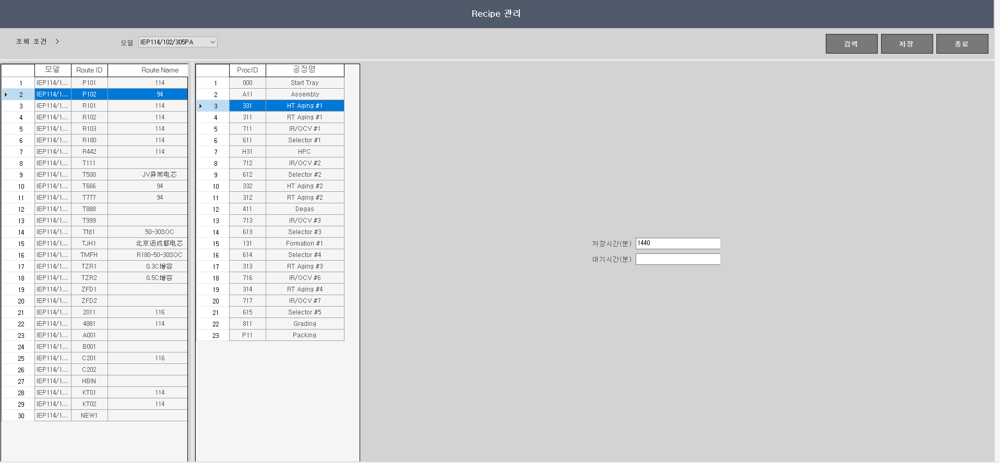 Recipe 관리
조회 조건 >
모델 IEP114/102/305PA
검색 저장 종료
모델 Route ID Route Name
1 IEP114/1... P101 114
2 IEP114/1... P102 94
3 IEP114/1... R101 114
4 IEP114/1... R102 114
5 IEP114/1... R103 114
6 IEP114/1... R180 114
7 IEP114/1... R442 114
8 IEP114/1... T111
9 IEP114/1... T500 JV异常电芯
10 IEP114/1... T666 94
11 IEP114/1... T777 94
12 IEP114/1... T888
13 IEP114/1... T999
14 IEP114/1... Tfd1 50-30SOC
15 IEP114/1... TJH1 北京返成都电芯
16 IEP114/1... TMFH R180-50-30SOC
17 IEP114/1... TZR1 0.3C增容
18 IEP114/1... TZR2 0.5C增容
19 IEP114/1... ZFD1
20 IEP114/1... ZFD2
21 IEP114/1... 2011 116
22 IEP114/1... 4881 114
23 IEP114/1... A001
24 IEP114/1... B001
25 IEP114/1... C201 116
26 IEP114/1... C202
27 IEP114/1... HBIN
28 IEP114/1... KT01 114
29 IEP114/1... KT02 114
30 IEP114/1... NEW1
ProcID 공정명
1 000 Start Tray
2 A11 Assembly
3 331 HT Aging #1
4 311 RT Aging #1
5 711 IR/OCV #1
6 611 Selector #1
7 H31 HPC
8 712 IR/OCV #2
9 612 Selector #2
10 332 HT Aging #2
11 312 RT Aging #2
12 411 Degas
13 713 IR/OCV #3
14 613 Selector #3
15 131 Formation #1
16 614 Selector #4
17 313 RT Aging #3
18 716 IR/OCV #6
19 314 RT Aging #4
20 717 IR/OCV #7
21 615 Selector #5
22 811 Grading
23 P11 Packing
저장시간(분) 1440
대기시간(분)